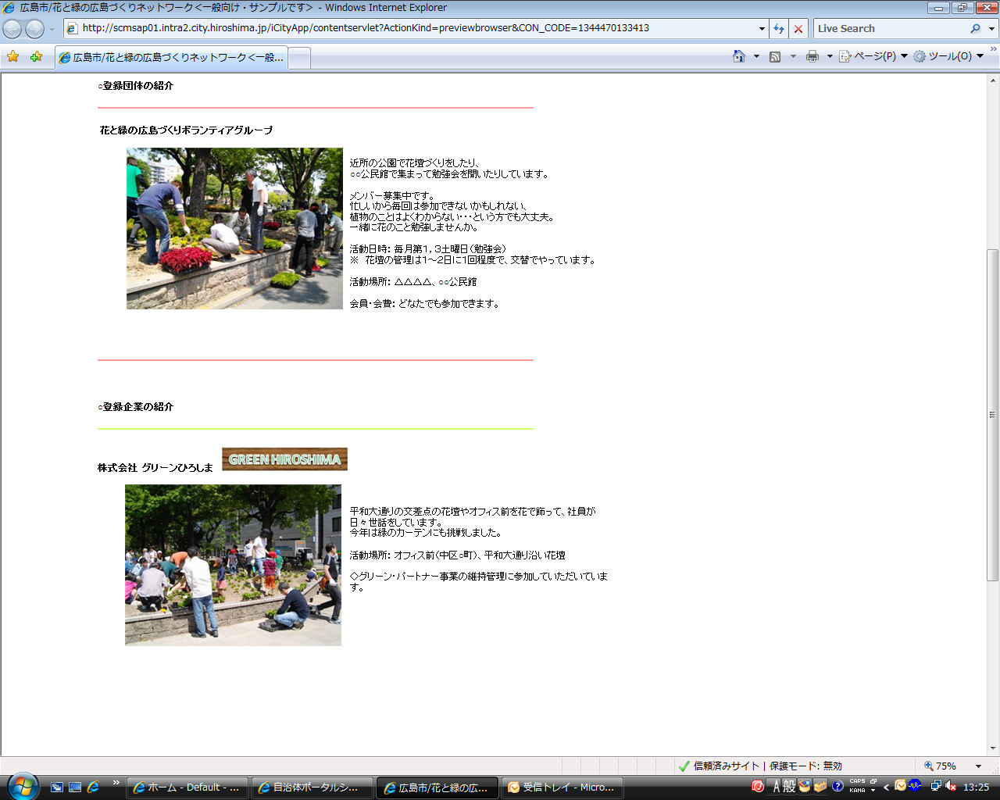 広島市/花と緑の広島づくりネットワーク＜一般向け・サンプルです＞ - Windows Internet Explorer
http://scmsap01.intra2.city.hiroshima.jp/iCityApp/contentservlet?ActionKind=previewbrowser&CON_CODE=1344470133413
Live Search
広島市/花と緑の広島づくりネットワーク＜一般...
ページ(P)
ツール(O)
○登録団体の紹介
花と緑の広島づくりボランティアグループ
近所の公園で花壇づくりをしたり、
○○公民館で集まって勉強会を開いたりしています。
メンバー募集中です。
忙しいから毎回は参加できないかもしれない、
植物のことはよくわからない・・・という方でも大丈夫。
一緒に花のこと勉強しませんか。
活動日時： 毎月第１，３土曜日（勉強会）
※　花壇の管理は１～２日に１回程度で、交替でやっています。
活動場所： △△△△、○○公民館
会員・会費： どなたでも参加できます。
○登録企業の紹介
株式会社 グリーンひろしま
GREEN HIROSHIMA
平和大通りの交差点の花壇やオフィス前を花で飾って、社員が
日々世話をしています。
今年は緑のカーテンにも挑戦しました。
活動場所： オフィス前（中区○町）、平和大通り沿い花壇
◇グリーン・パートナー事業の維持管理に参加していただいていま
す。
信頼済みサイト | 保護モード: 無効
75%
ホーム - Default - ...
自治体ポータルシ...
広島市/花と緑の広...
受信トレイ - Micro...
A 般
CAPS
KANA
13:25